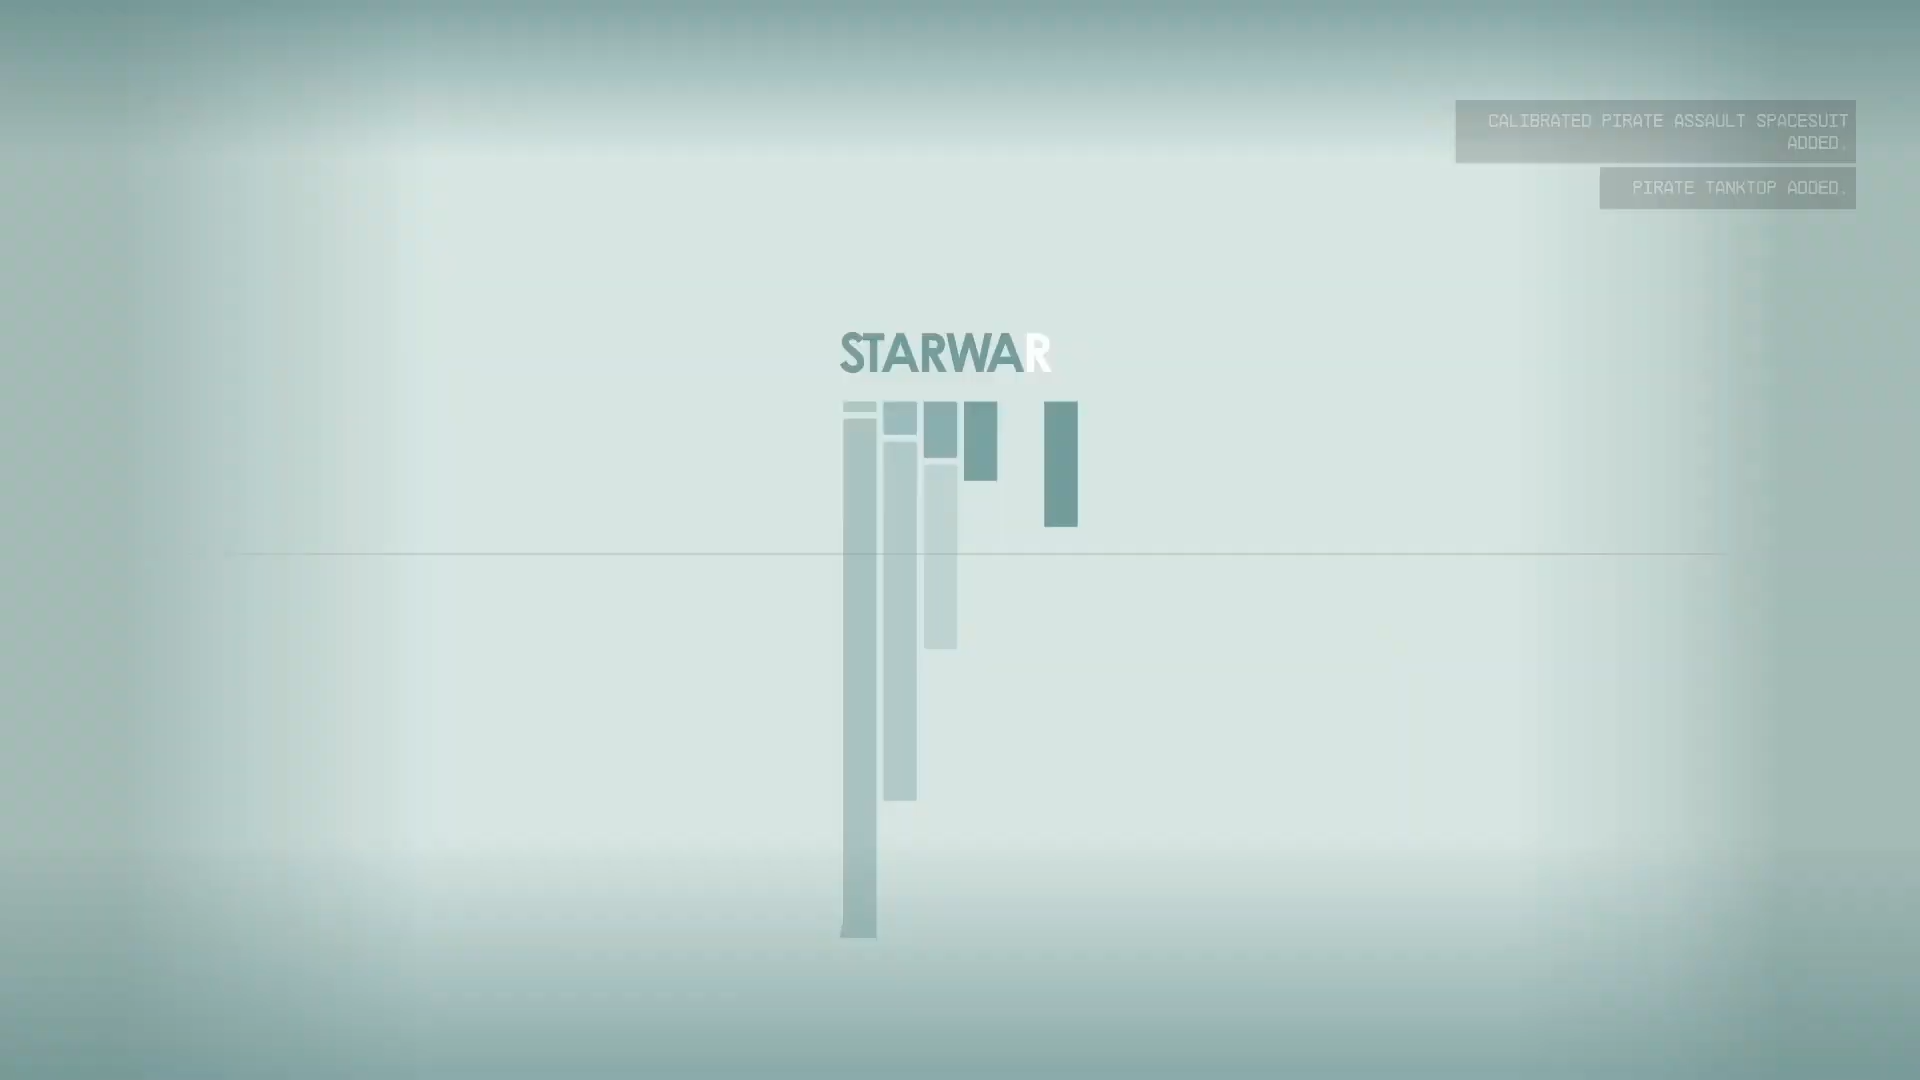 CALIBRATED PIRATE ASSAULT SPACESUIT
ADDED.
PIRATE TANKTOP ADDED.
STARWAR